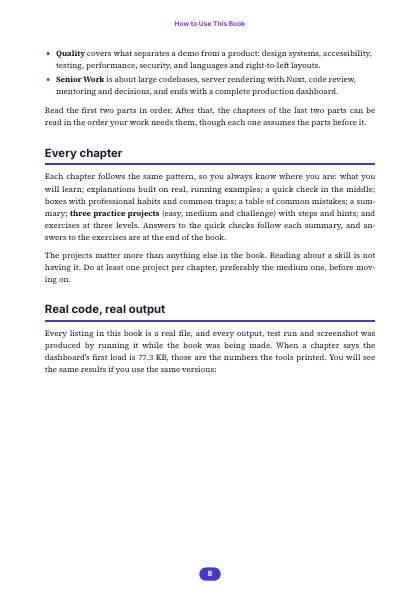 How to Use This Book
• Quality covers what separates a demo from a product: design systems, accessibility,
testing, performance, security, and languages and right-to-left layouts.
• Senior Work is about large codebases, server rendering with Nuxt, code review,
mentoring and decisions, and ends with a complete production dashboard.
Read the first two parts in order. After that, the chapters of the last two parts can be
read in the order your work needs them, though each one assumes the parts before it.
Every chapter
Each chapter follows the same pattern, so you always know where you are: what you
will learn; explanations built on real, running examples; a quick check in the middle;
boxes with professional habits and common traps; a table of common mistakes; a sum-
mary; three practice projects (easy, medium and challenge) with steps and hints; and
exercises at three levels. Answers to the quick checks follow each summary, and an-
swers to the exercises are at the end of the book.
The projects matter more than anything else in the book. Reading about a skill is not
having it. Do at least one project per chapter, preferably the medium one, before mov-
ing on.
Real code, real output
Every listing in this book is a real file, and every output, test run and screenshot was
produced by running it while the book was being made. When a chapter says the
dashboard's first load is 77.3 KB, those are the numbers the tools printed. You will see
the same results if you use the same versions:
8